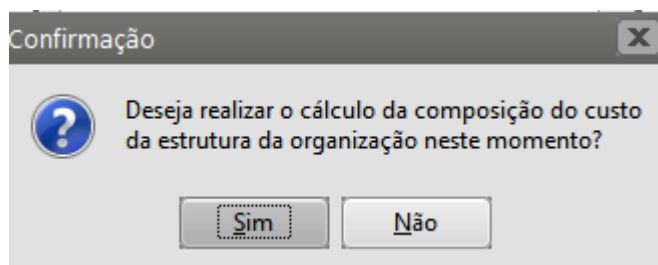 Confirmação
Deseja realizar o cálculo da composição do custo
da estrutura da organização neste momento?
Sim
Não